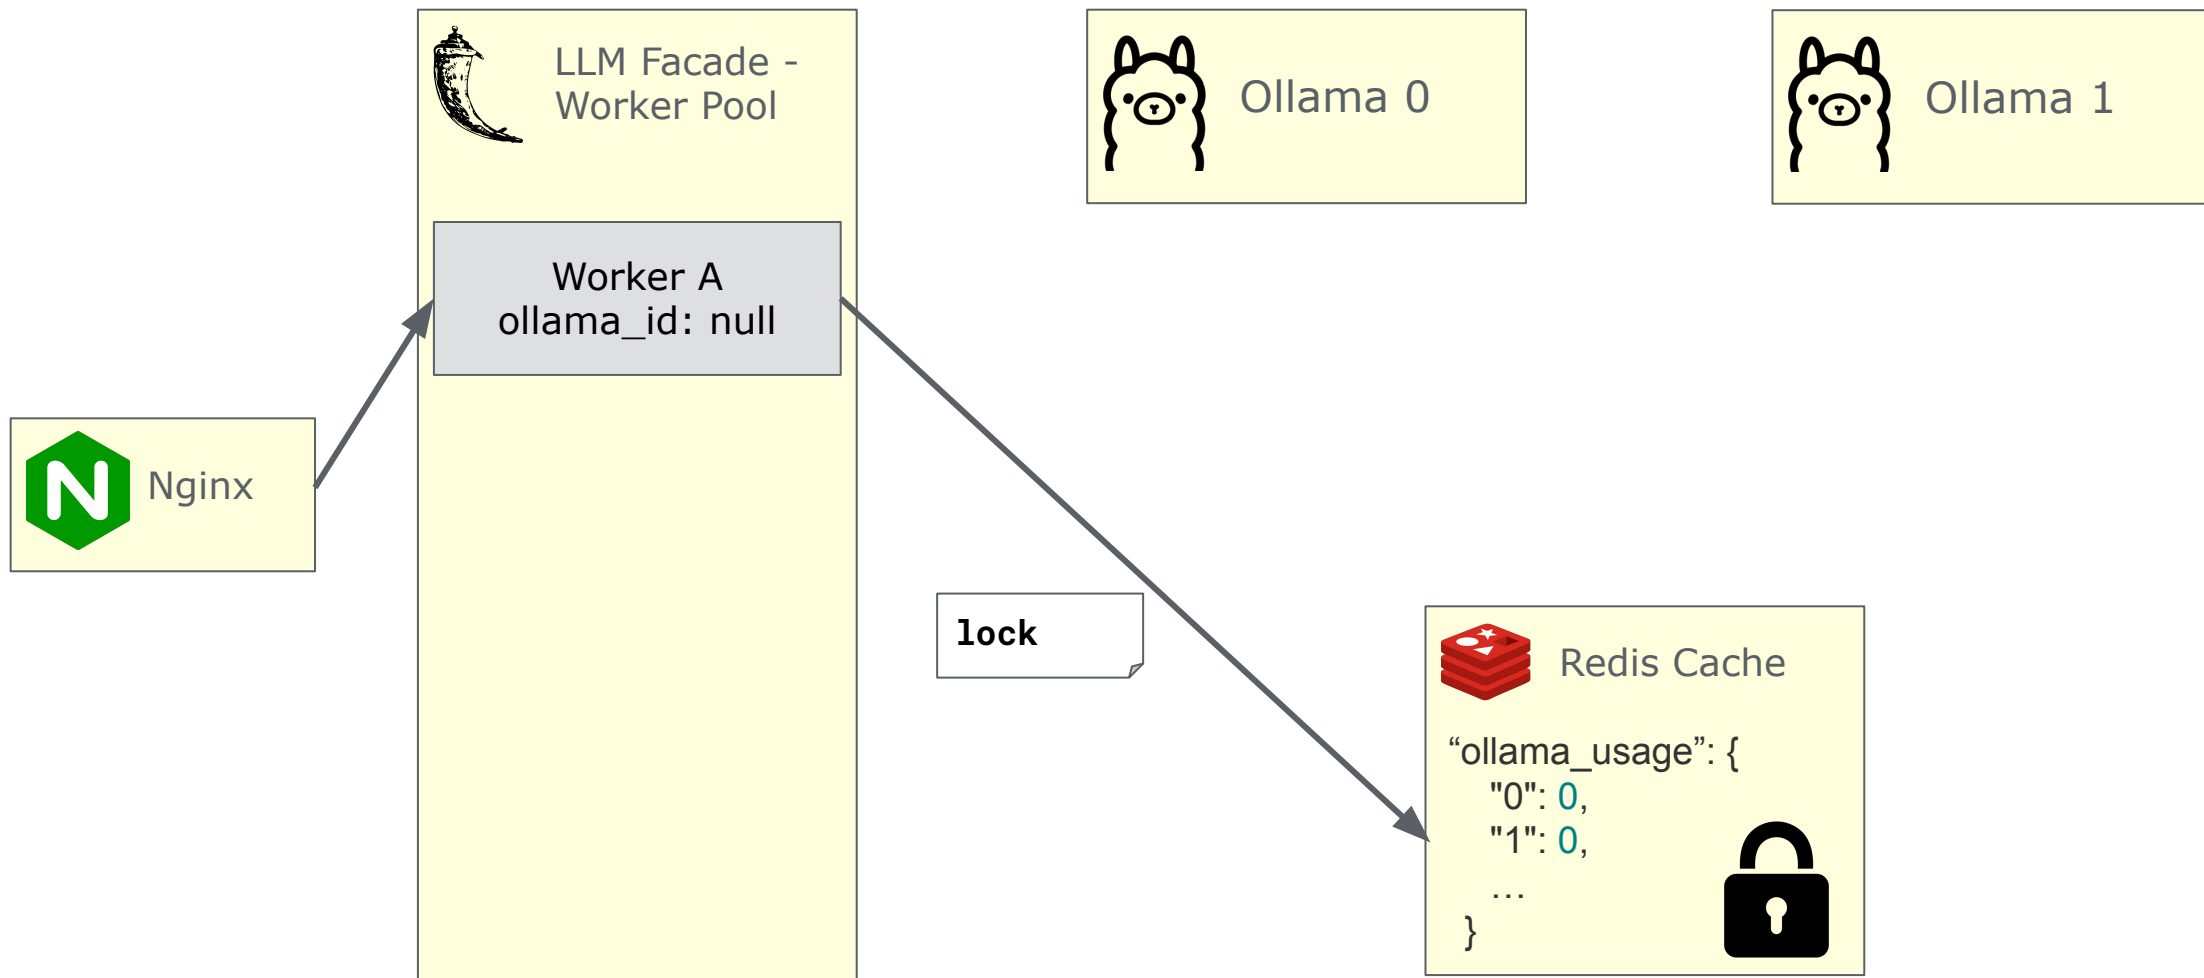 LLM Facade -
Worker Pool
Ollama 0
Ollama 1
Worker A
ollama_id: null
N
Nginx
lock
Redis Cache
“ollama_usage”: {
"0": 0,
"1": 0,
…
}